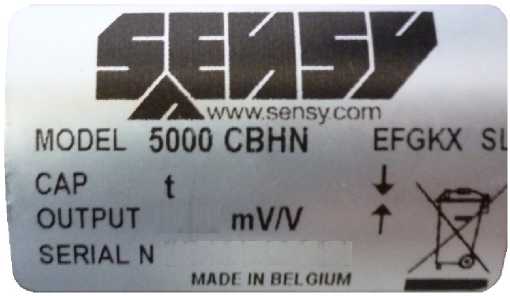 SENSY
www.sensy.com
MODEL 5000 CBHN EFGKX SL
CAP t ↓
OUTPUT mV/V ↑
SERIAL N
MADE IN BELGIUM